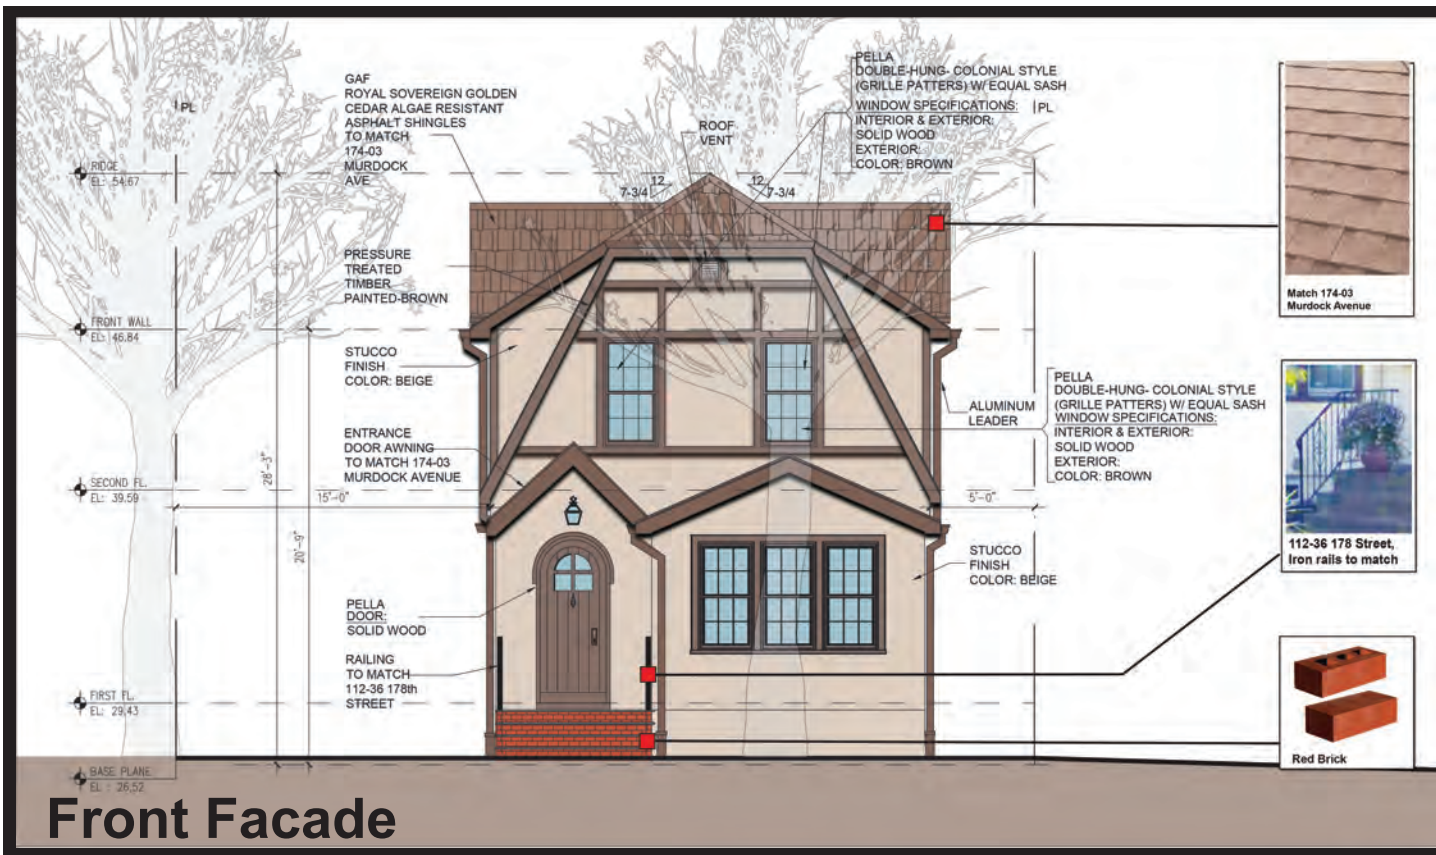 PL
GAF
ROYAL SOVEREIGN GOLDEN
CEDAR ALGAE RESISTANT
ASPHALT SHINGLES
TO MATCH
174-03
MURDOCK
AVE
ROOF
VENT
PELLA
DOUBLE-HUNG- COLONIAL STYLE
(GRILLE PATTERS) W/ EQUAL SASH
WINDOW SPECIFICATIONS:
INTERIOR & EXTERIOR:
SOLID WOOD
EXTERIOR:
COLOR: BROWN
PL
RIDGE
EL: 54.67
12
7-3/4
12
7-3/4
PRESSURE
TREATED
TIMBER
PAINTED-BROWN
Match 174-03
Murdock Avenue
FRONT WALL
EL: 46.84
STUCCO
FINISH
COLOR: BEIGE
PELLA
DOUBLE-HUNG- COLONIAL STYLE
(GRILLE PATTERS) W/ EQUAL SASH
WINDOW SPECIFICATIONS:
INTERIOR & EXTERIOR:
SOLID WOOD
EXTERIOR:
COLOR: BROWN
ALUMINUM
LEADER
ENTRANCE
DOOR AWNING
TO MATCH 174-03
MURDOCK AVENUE
28'-3"
SECOND FL.
EL: 39.59
15'-0"
5'-0"
20'-9"
STUCCO
FINISH
COLOR: BEIGE
112-36 178 Street,
Iron rails to match
PELLA
DOOR:
SOLID WOOD
RAILING
TO MATCH
112-36 178th
STREET
FIRST FL.
EL: 29.43
Red Brick
BASE PLANE
EL : 26.52
Front Facade